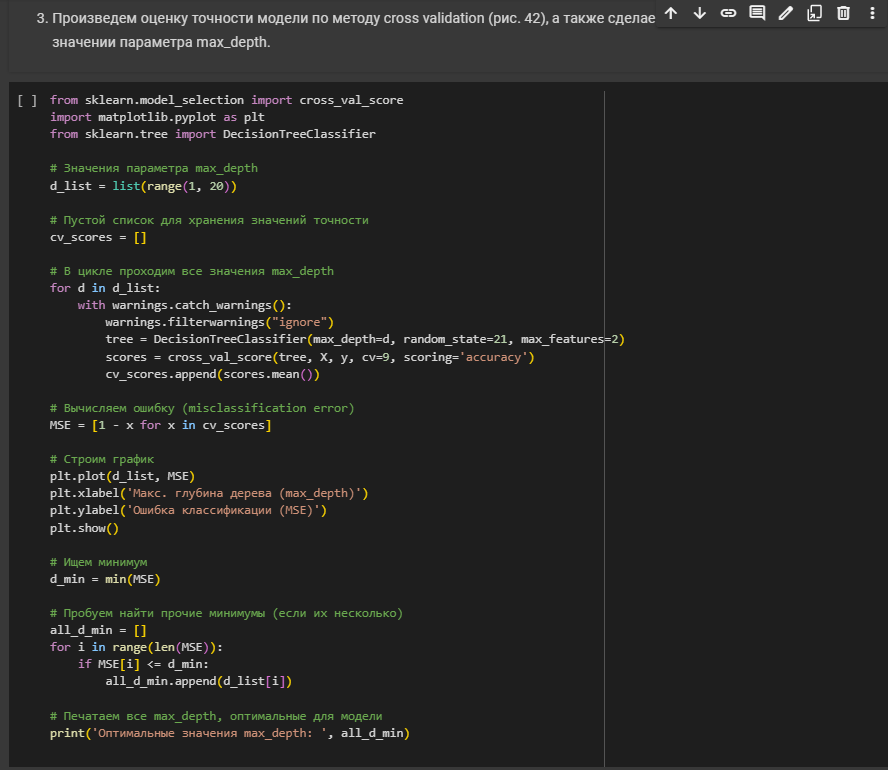 3. Произведем оценку точности модели по методу cross validation (рис. 42), а также сделае
значении параметра max_depth.
[ ] from sklearn.model_selection import cross_val_score
import matplotlib.pyplot as plt
from sklearn.tree import DecisionTreeClassifier
# Значения параметра max_depth
d_list = list(range(1, 20))
# Пустой список для хранения значений точности
cv_scores = []
# В цикле проходим все значения max_depth
for d in d_list:
    with warnings.catch_warnings():
        warnings.filterwarnings("ignore")
        tree = DecisionTreeClassifier(max_depth=d, random_state=21, max_features=2)
        scores = cross_val_score(tree, X, y, cv=9, scoring='accuracy')
        cv_scores.append(scores.mean())
# Вычисляем ошибку (misclassification error)
MSE = [1 - x for x in cv_scores]
# Строим график
plt.plot(d_list, MSE)
plt.xlabel('Макс. глубина дерева (max_depth)')
plt.ylabel('Ошибка классификации (MSE)')
plt.show()
# Ищем минимум
d_min = min(MSE)
# Пробуем найти прочие минимумы (если их несколько)
all_d_min = []
for i in range(len(MSE)):
    if MSE[i] <= d_min:
        all_d_min.append(d_list[i])
# Печатаем все max_depth, оптимальные для модели
print('Оптимальные значения max_depth: ', all_d_min)